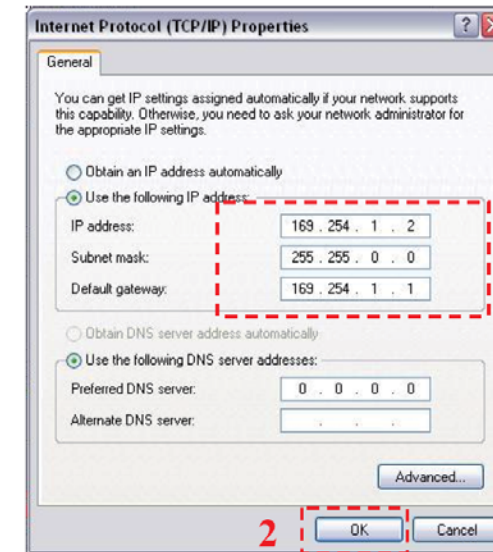 Internet Protocol (TCP/IP) Properties
General
You can get IP settings assigned automatically if your network supports
this capability. Otherwise, you need to ask your network administrator for
the appropriate IP settings.
Obtain an IP address automatically
Use the following IP address:
IP address: 169 . 254 . 1 . 2
Subnet mask: 255 . 255 . 0 . 0
Default gateway: 169 . 254 . 1 . 1
Obtain DNS server address automatically
Use the following DNS server addresses:
Preferred DNS server: 0 . 0 . 0 . 0
Alternate DNS server: . . .
Advanced...
2 OK Cancel